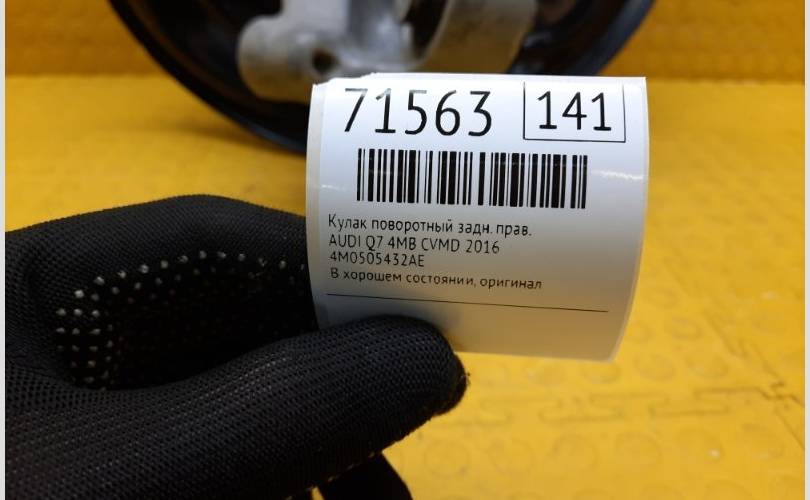 71563 141
Кулак поворотный задн. прав.
AUDI Q7 4MB CVMD 2016
4M0505432AE
В хорошем состоянии, оригинал